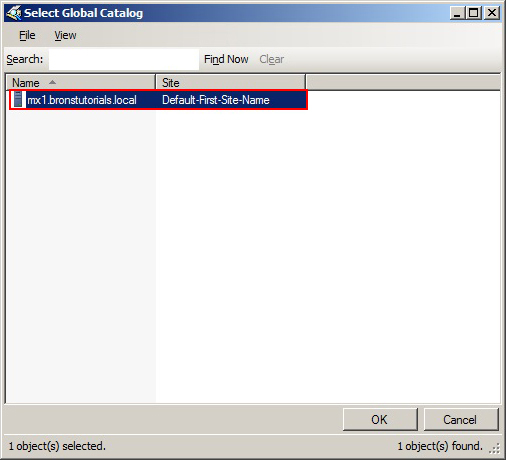 Select Global Catalog
File View
Search: Find Now Clear
Name Site
mx1.bronstutorials.local Default-First-Site-Name
OK Cancel
1 object(s) selected. 1 object(s) found.